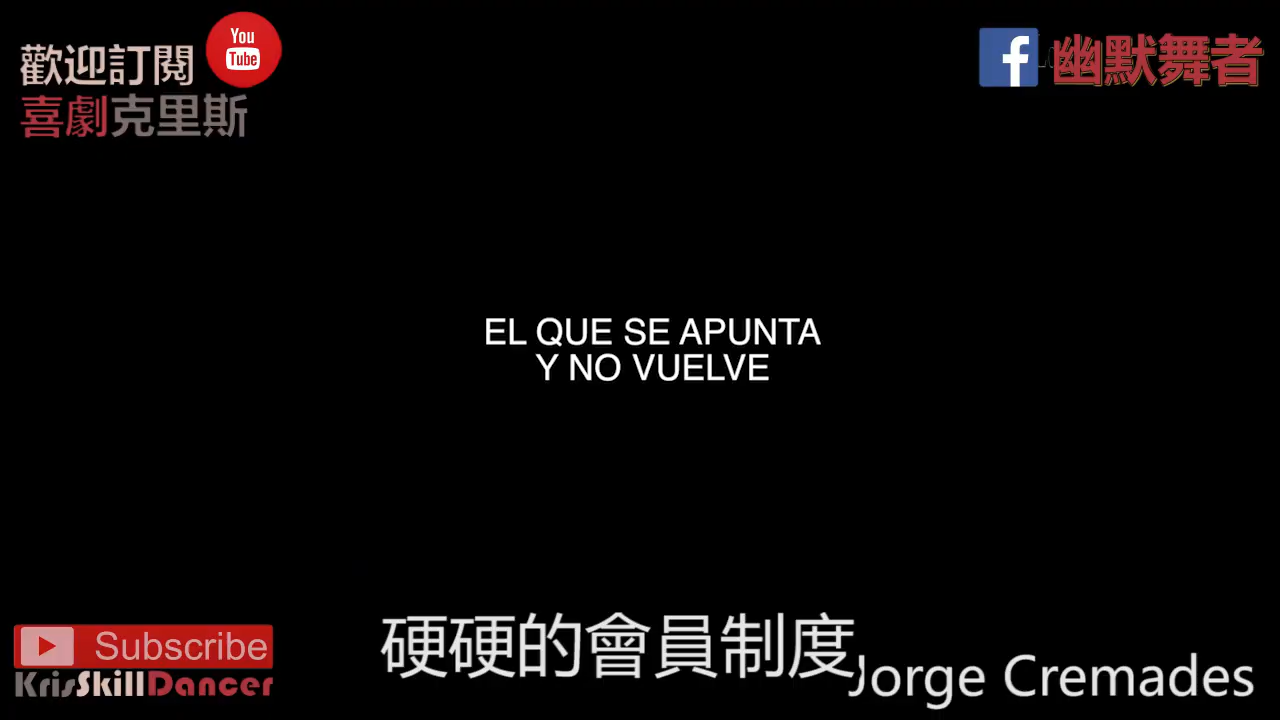 歡迎訂閱
You
Tube
喜劇克里斯
f
幽默舞者
EL QUE SE APUNTA
Y NO VUELVE
Subscribe
KrisSkillDancer
硬硬的會員制度
Jorge Cremades